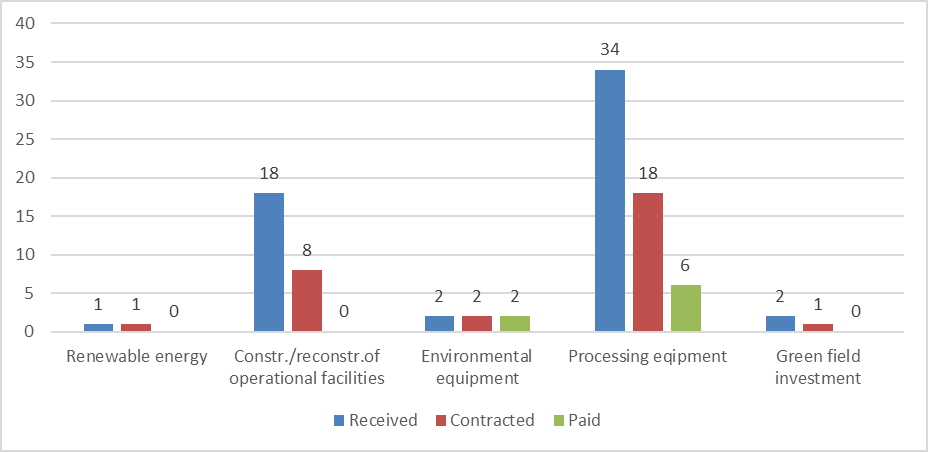 40
35
30
25
20
15
10
5
0
1 1 0
18 8 0
2 2 2
34 18 6
2 1 0
Renewable energy
Constr./reconstr.of
operational facilities
Environmental
equipment
Processing eqipment
Green field
investment
Received Contracted Paid